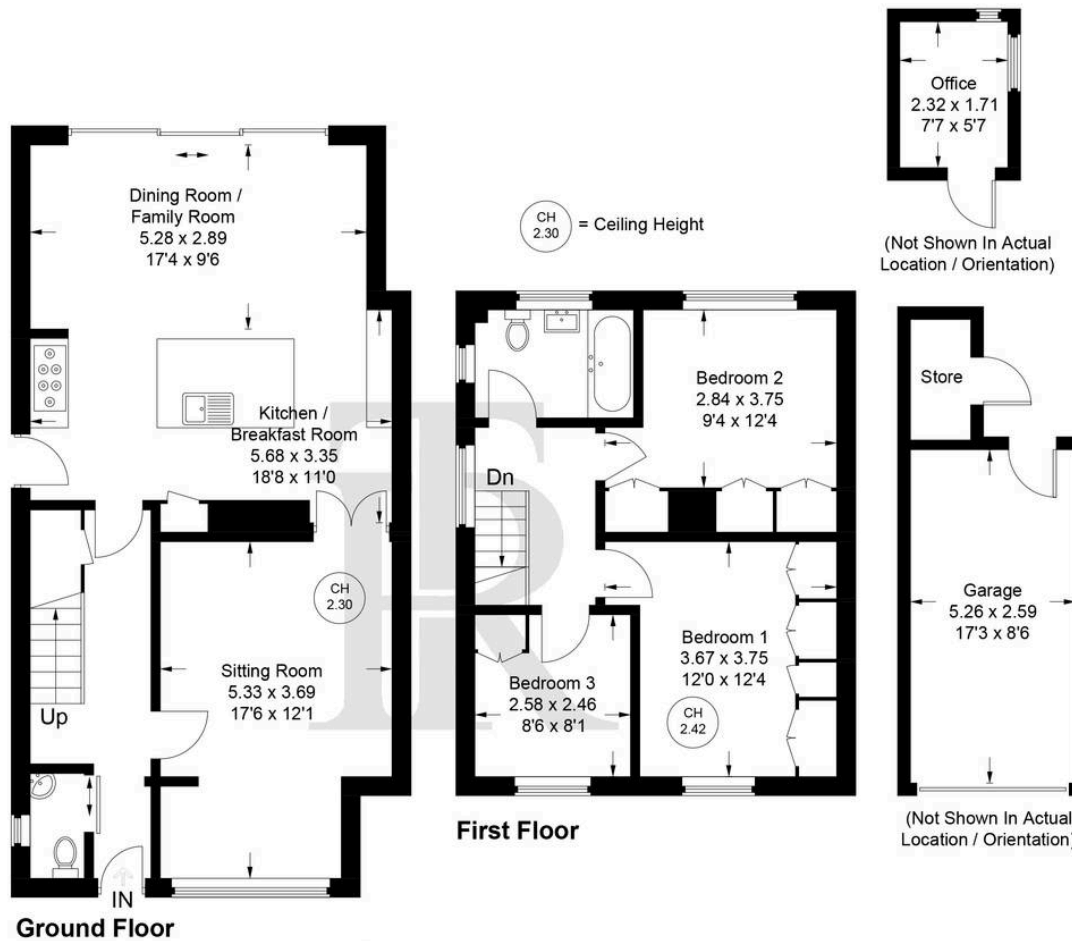 Office
2.32 x 1.71
7'7 x 5'7
(Not Shown In Actual
Location / Orientation)
Dining Room /
Family Room
5.28 x 2.89
17'4 x 9'6
CH
2.30
= Ceiling Height
Kitchen /
Breakfast Room
5.68 x 3.35
18'8 x 11'0
Bedroom 2
2.84 x 3.75
9'4 x 12'4
Store
Dn
CH
2.30
Garage
5.26 x 2.59
17'3 x 8'6
Sitting Room
5.33 x 3.69
17'6 x 12'1
Up
Bedroom 3
2.58 x 2.46
8'6 x 8'1
Bedroom 1
3.67 x 3.75
12'0 x 12'4
CH
2.42
(Not Shown In Actual
Location / Orientation)
First Floor
IN
Ground Floor